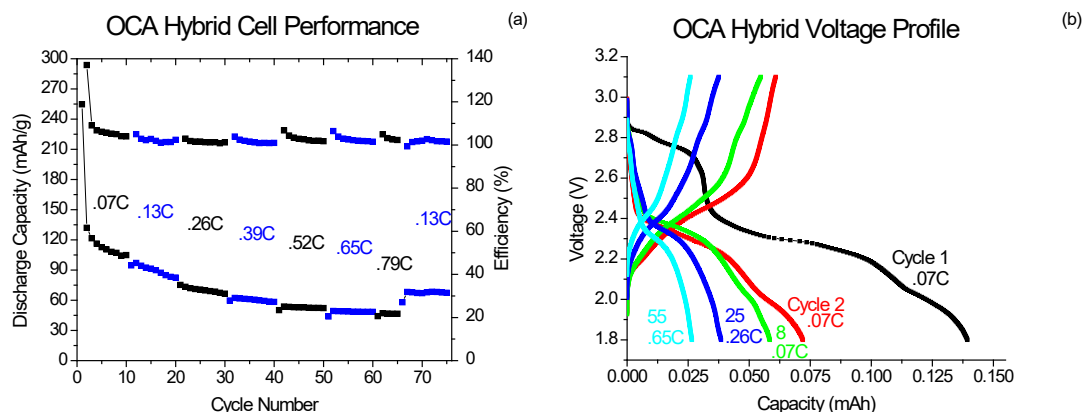 OCA Hybrid Cell Performance
(a)
300
270
240
210
180
150
120
90
60
30
0
Discharge Capacity (mAh/g)
140
120
100
80
60
40
20
0
Efficiency (%)
.07C
.13C
.26C
.39C
.52C
.65C
.79C
.13C
0
10
20
30
40
50
60
70
Cycle Number
OCA Hybrid Voltage Profile
(b)
3.0
2.8
2.6
2.4
2.2
2.0
1.8
Voltage (V)
Cycle 1
.07C
Cycle 2
.07C
55
.65C
25
.26C
8
.07C
0.000
0.025
0.050
0.075
0.100
0.125
0.150
Capacity (mAh)